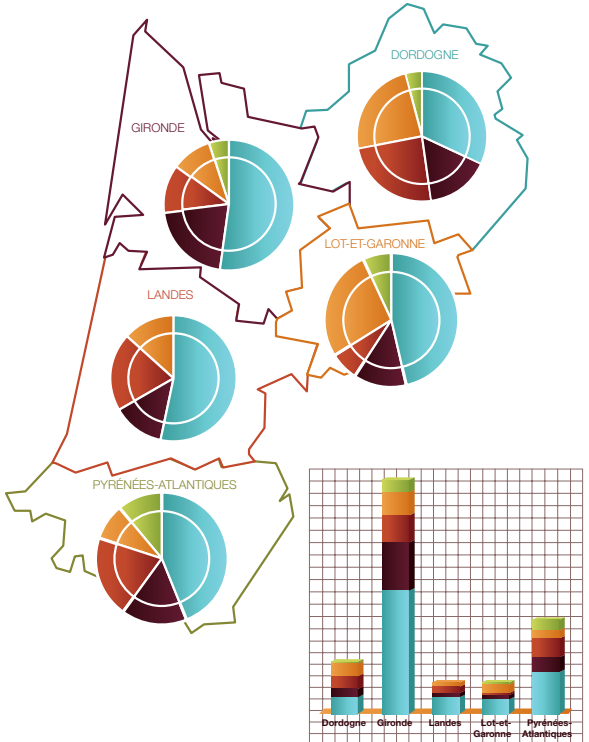 DORDOGNE
GIRONDE
LOT-ET-GARONNE
LANDES
PYRÉNÉES-ATLANTIQUES
Dordogne Gironde Landes Lot-et- Pyrénées-
Garonne Atlantiques